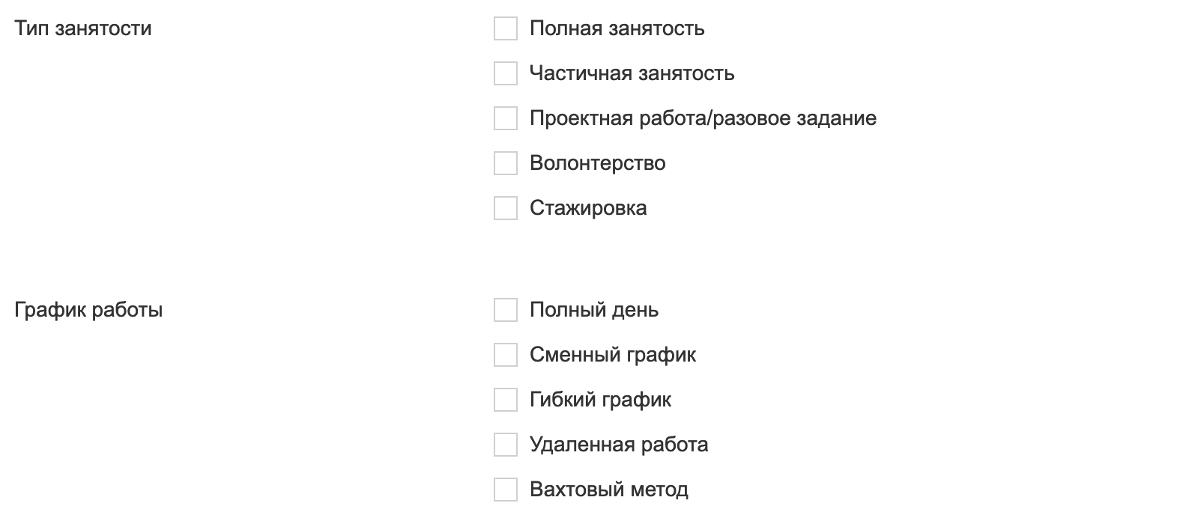 Тип занятости
Полная занятость
Частичная занятость
Проектная работа/разовое задание
Волонтерство
Стажировка
График работы
Полный день
Сменный график
Гибкий график
Удаленная работа
Вахтовый метод